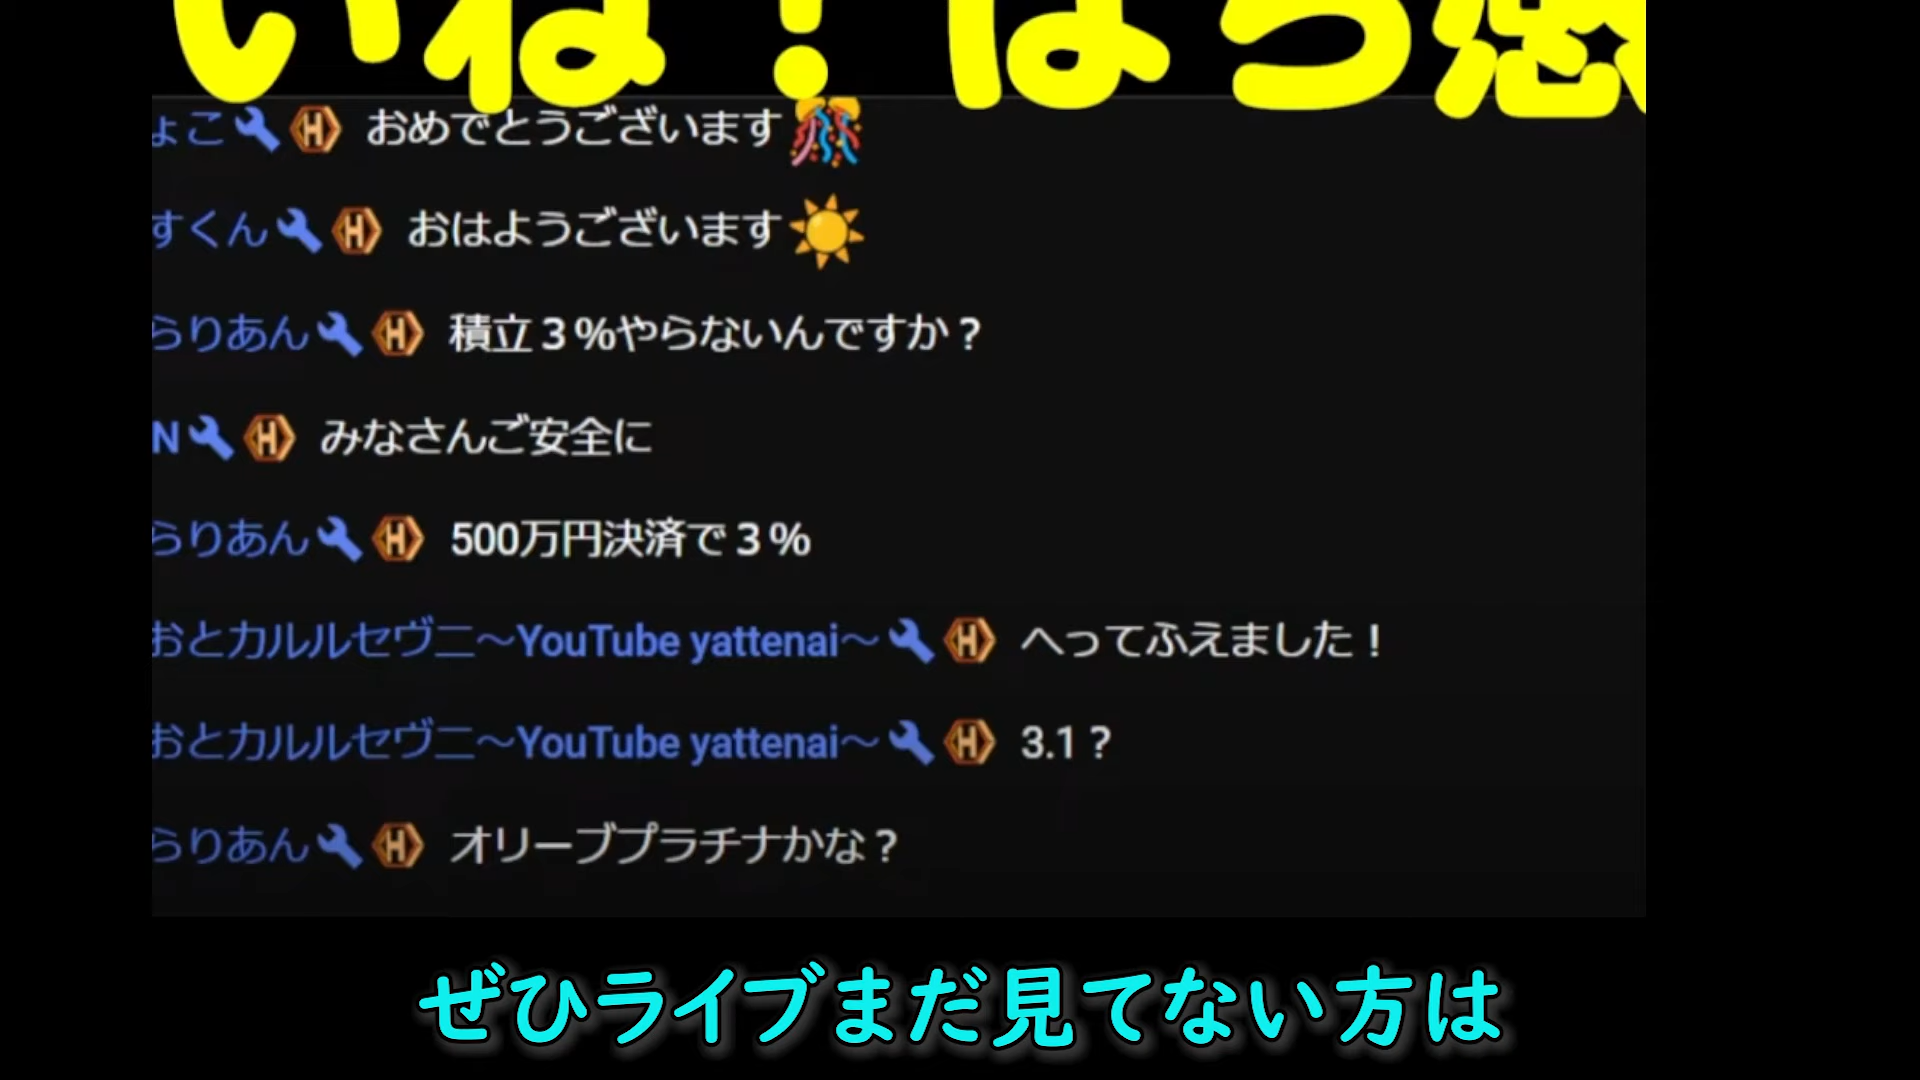 いね！はち
ょこ おめでとうございます
すくん おはようございます
らりあん 積立３%やらないんですか？
N みなさんご安全に
らりあん 500万円決済で３%
おとカルルセヴニ～YouTube yattenai～ へってふえました！
おとカルルセヴニ～YouTube yattenai～ 3.1？
らりあん オリーブプラチナかな？
ぜひライブまだ見てない方は